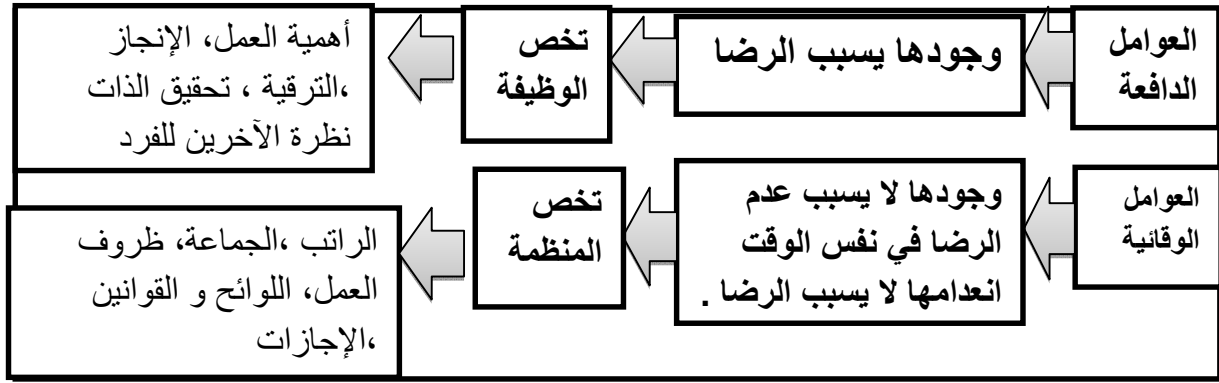 العوامل
الدافعة
وجودها يسبب الرضا
تخص
الوظيفة
أهمية العمل، الإنجاز
،الترقية ، تحقيق الذات
نظرة الآخرين للفرد
العوامل
الوقائية
وجودها لا يسبب عدم
الرضا في نفس الوقت
انعدامها لا يسبب الرضا .
تخص
المنظمة
الراتب ،الجماعة، ظروف
العمل، اللوائح و القوانين
،الإجازات